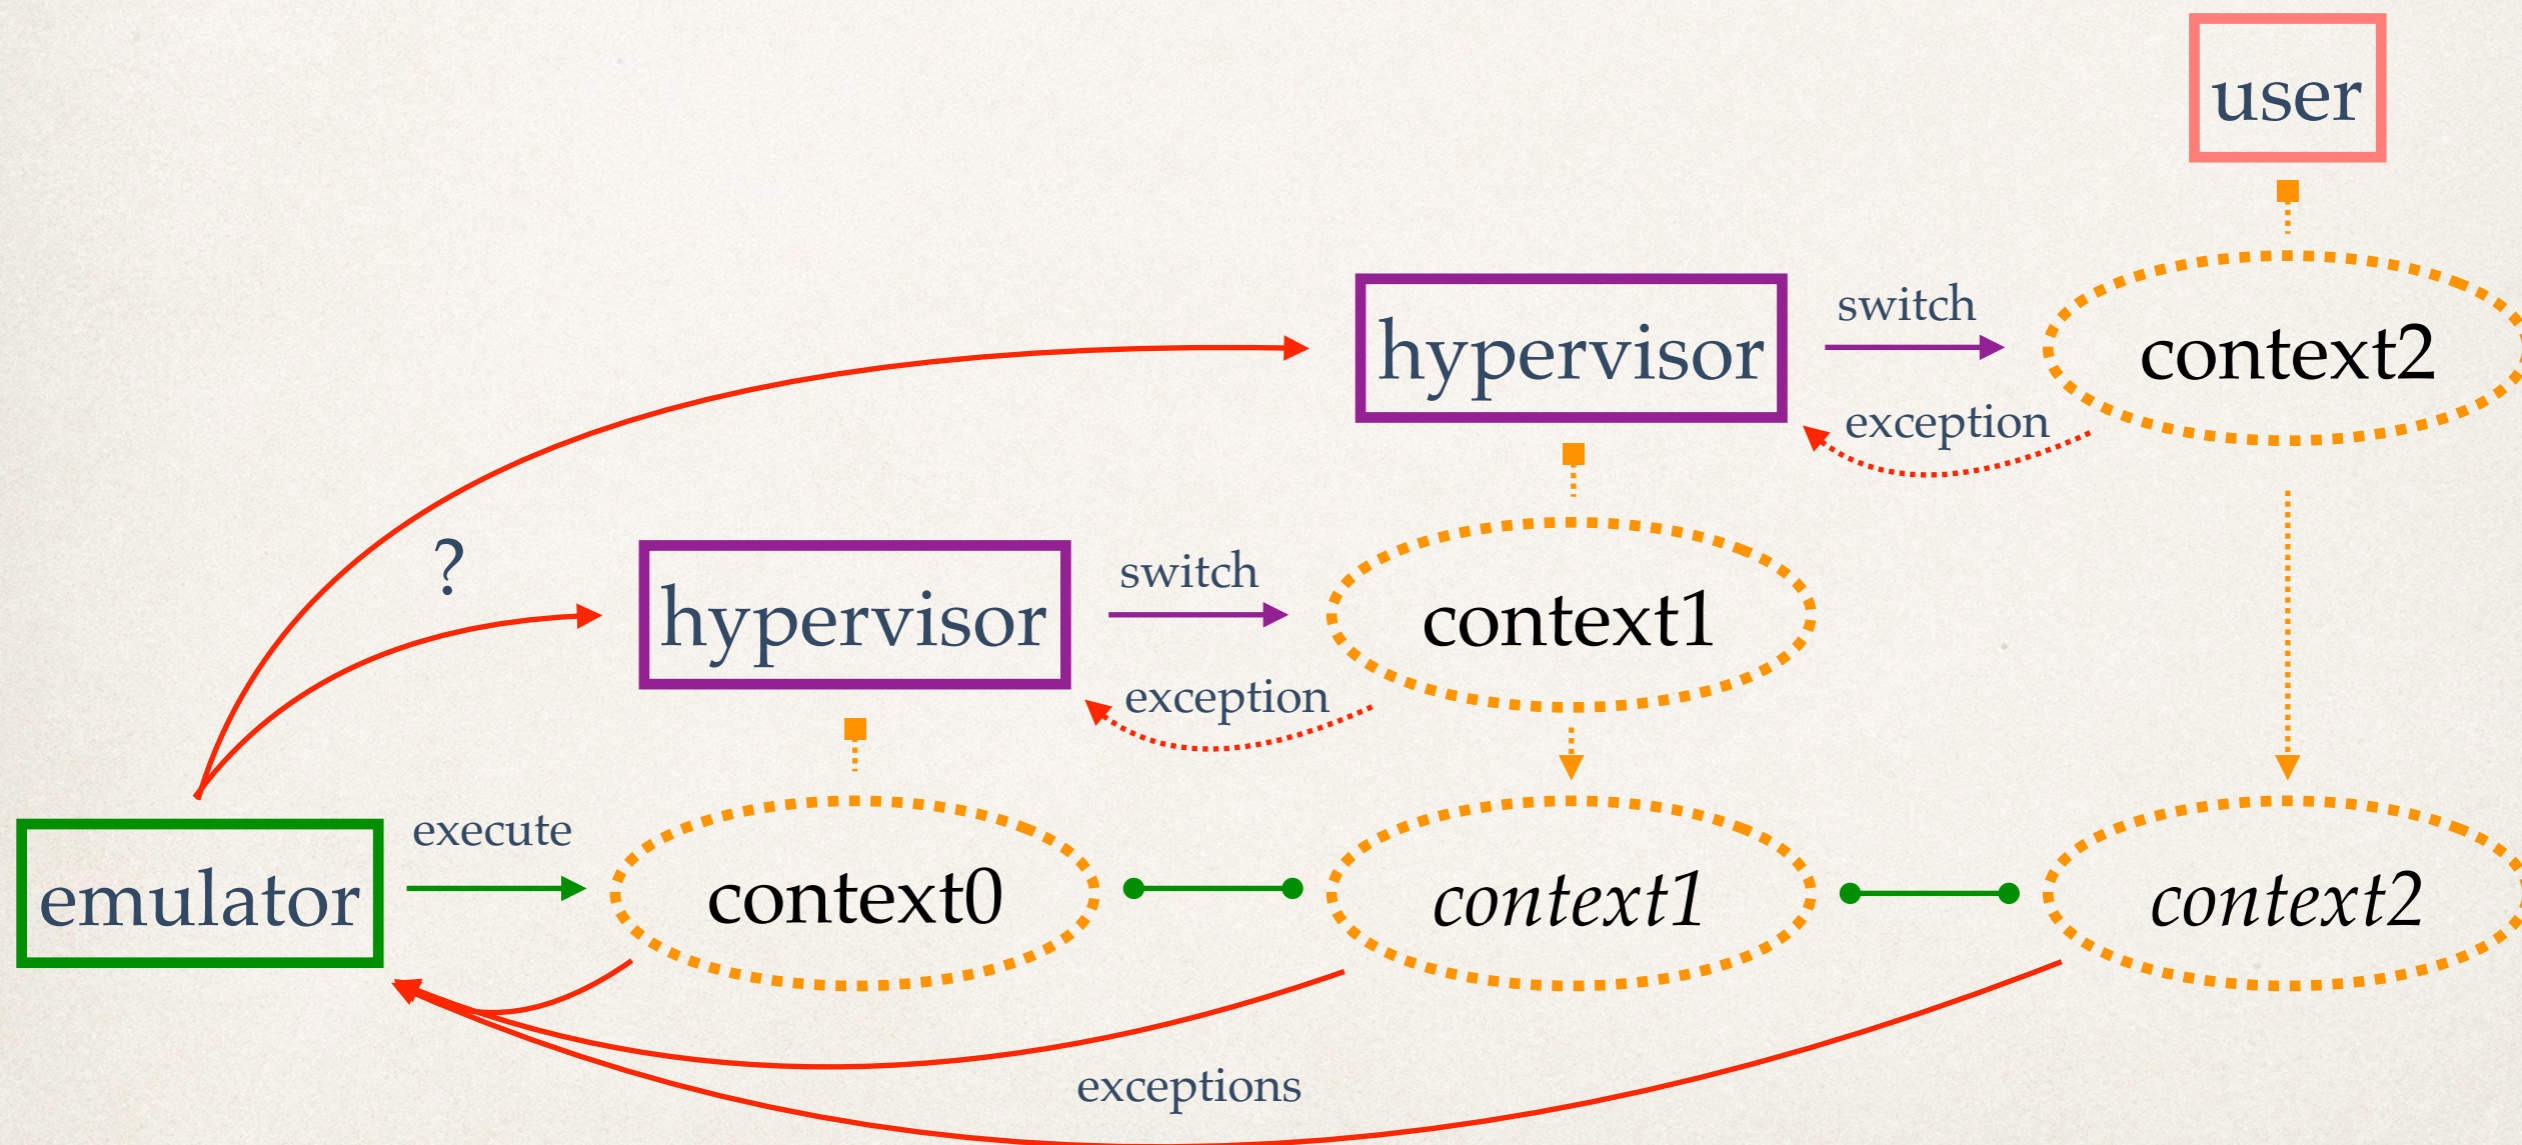 user
switch
hypervisor
context2
exception
?
switch
hypervisor
context1
exception
execute
emulator
context0
context1
context2
exceptions